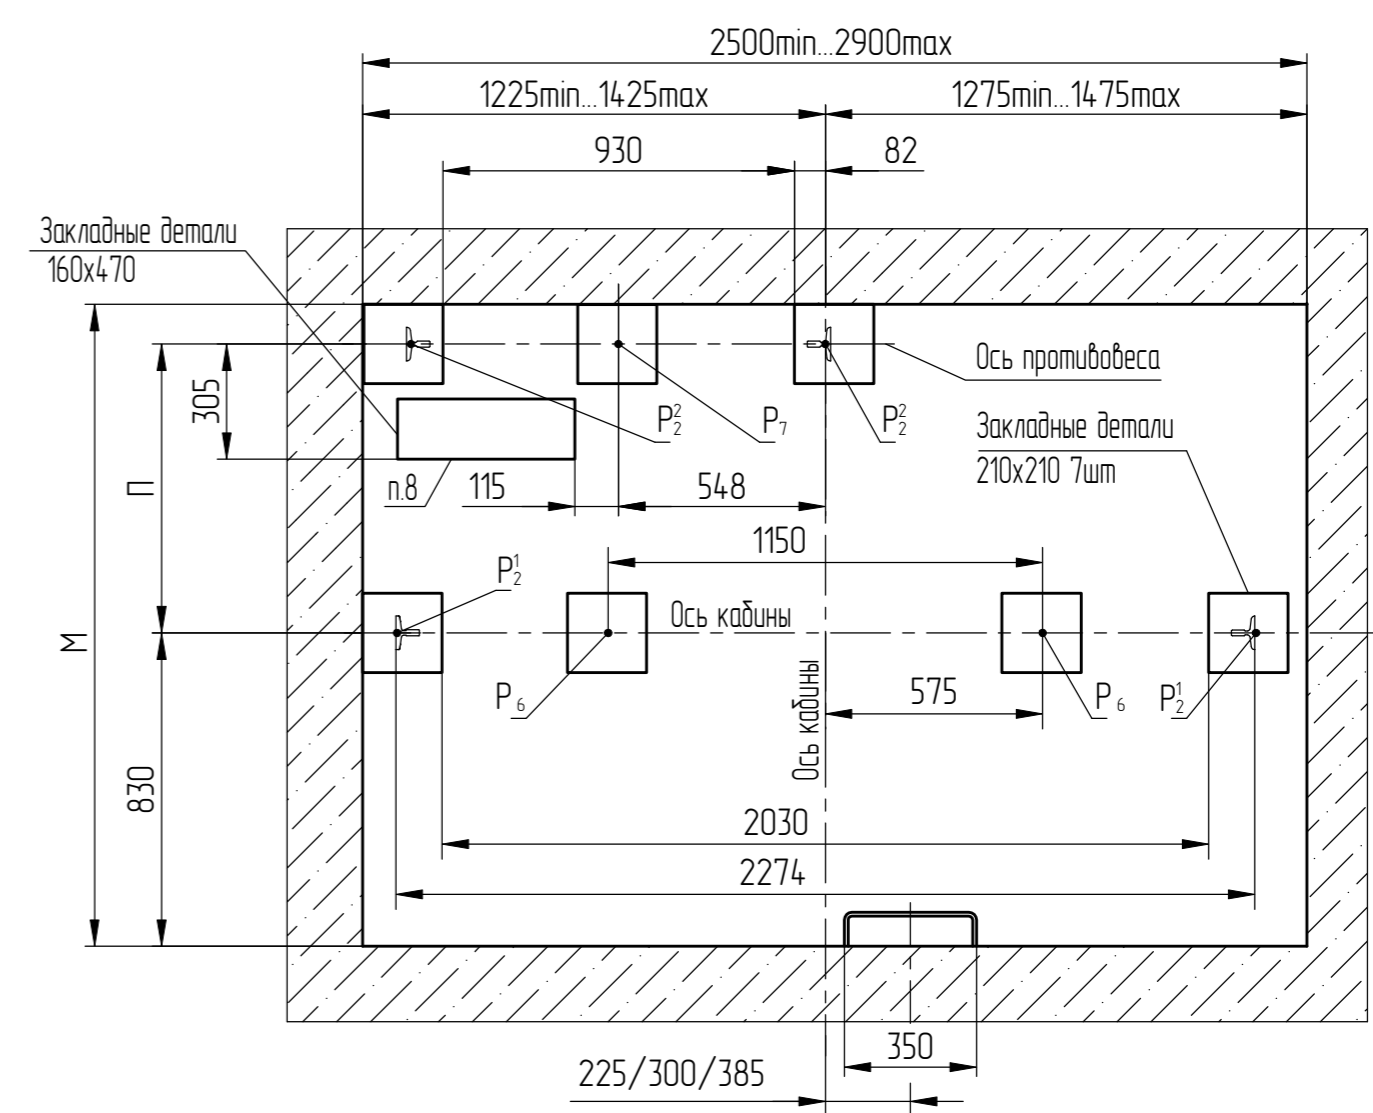 2500min...2900max
1225min...1425max
1275min...1475max
930
82
Закладные детали
160х470
Ось противовеса
305
P₂²
P₇
P₂²
Закладные детали
210х210 7шт
П
п.8
115
548
1150
P₂¹
Ось кабины
М
Ось кабины
P₆
575
P₆
P₂¹
830
2030
2274
350
225/300/385